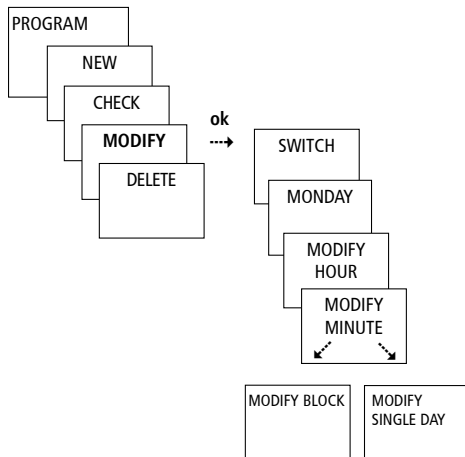 PROGRAM
NEW
CHECK
MODIFY
DELETE
ok
SWITCH
MONDAY
MODIFY
HOUR
MODIFY
MINUTE
MODIFY BLOCK
MODIFY
SINGLE DAY